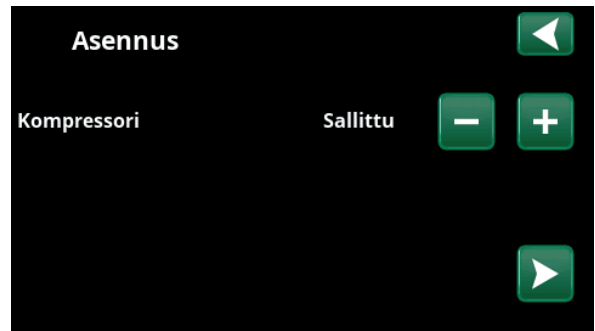 Asennus
Kompressori Sallittu − +